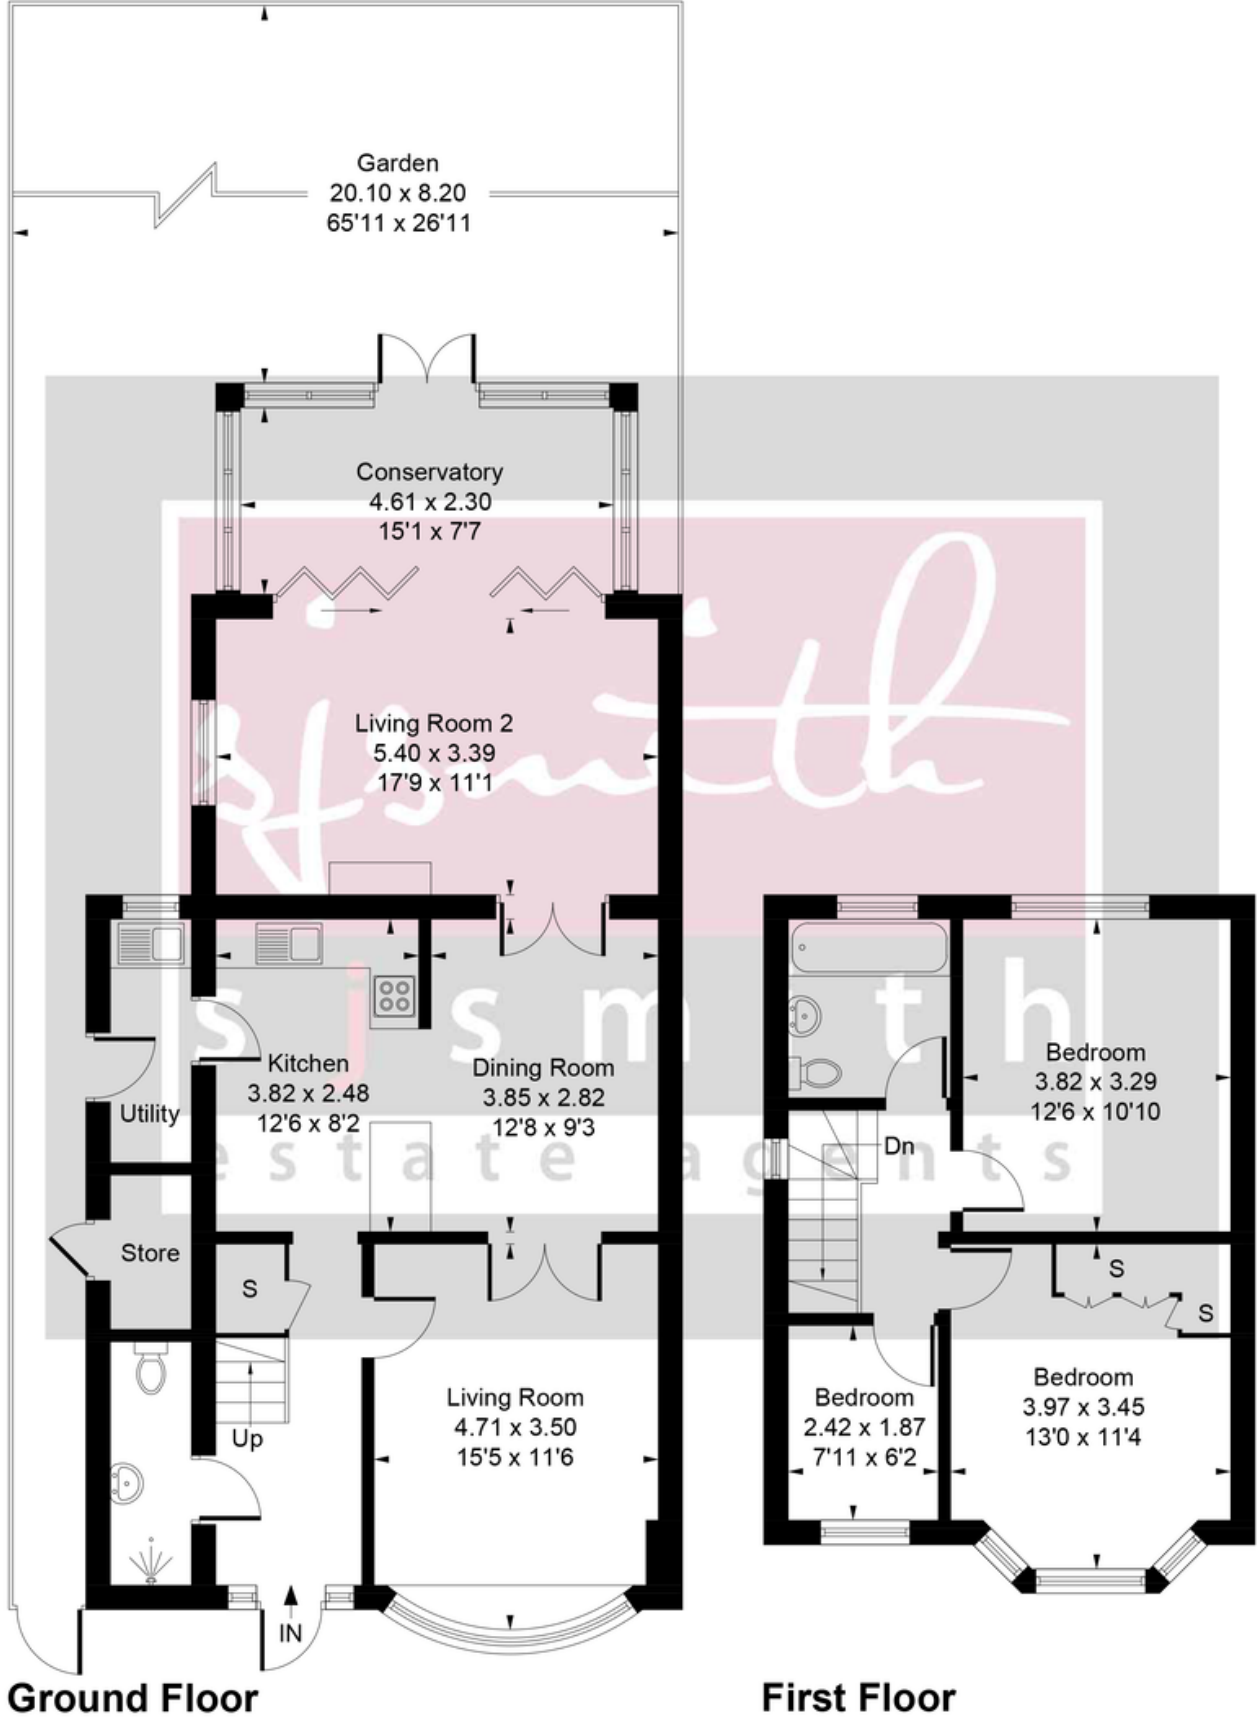 Garden
20.10 x 8.20
65'11 x 26'11
Conservatory
4.61 x 2.30
15'1 x 7'7
Living Room 2
5.40 x 3.39
17'9 x 11'1
sjsmith
s j s m i t h
estate agents
Kitchen
3.82 x 2.48
12'6 x 8'2
Dining Room
3.85 x 2.82
12'8 x 9'3
Utility
Store
S
Up
Living Room
4.71 x 3.50
15'5 x 11'6
IN
Ground Floor
Bedroom
3.82 x 3.29
12'6 x 10'10
Dn
S
S
Bedroom
3.97 x 3.45
13'0 x 11'4
Bedroom
2.42 x 1.87
7'11 x 6'2
First Floor